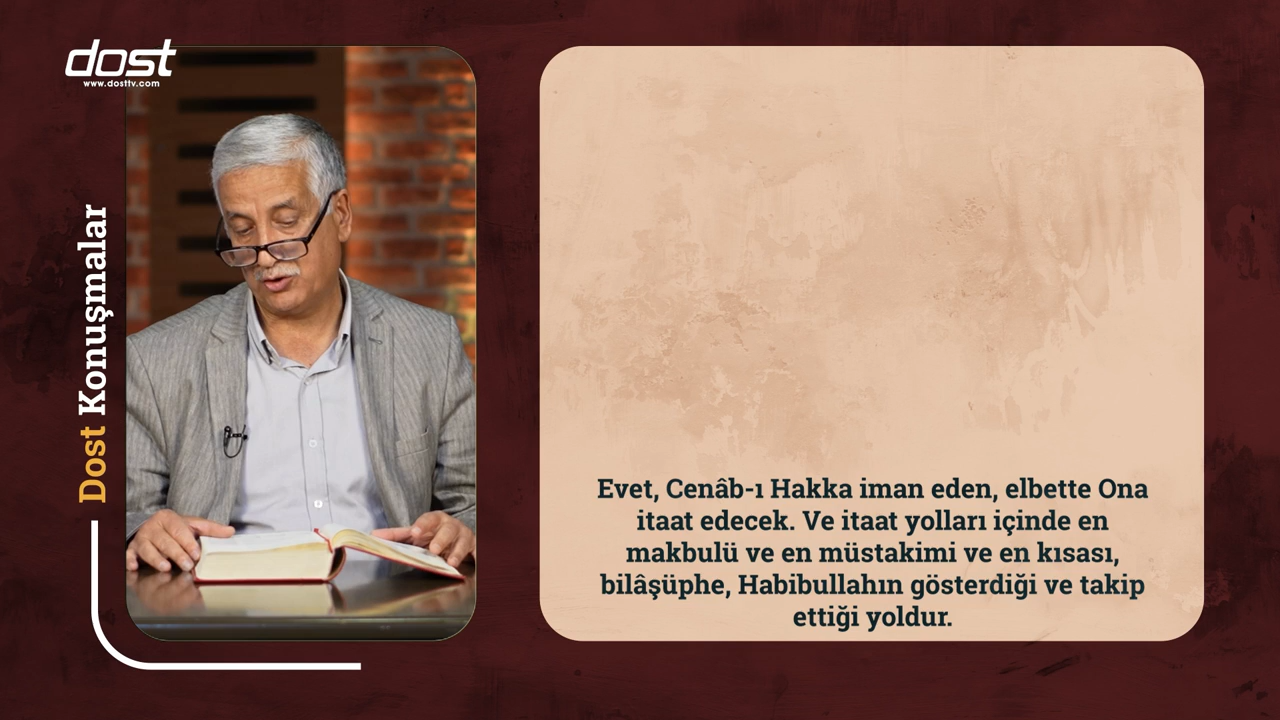 dost
www.dosttv.com
Dost Konuşmalar
Evet, Cenâb-ı Hakka iman eden, elbette Ona
itaat edecek. Ve itaat yolları içinde en
makbulü ve en müstakimi ve en kısası,
bilâşüphe, Habibullahın gösterdiği ve takip
ettiği yoldur.